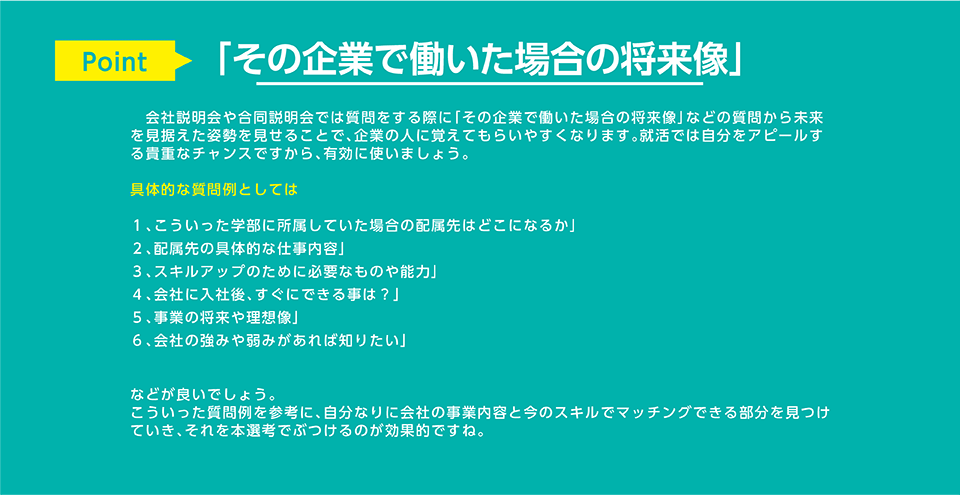 Point
「その企業で働いた場合の将来像」
会社説明会や合同説明会では質問をする際に「その企業で働いた場合の将来像」などの質問から未来
を見据えた姿勢を見せることで、企業の人に覚えてもらいやすくなります。就活では自分をアピールす
る貴重なチャンスですから、有効に使いましょう。
具体的な質問例としては
１、こういった学部に所属していた場合の配属先はどこになるか」
２、配属先の具体的な仕事内容」
３、スキルアップのために必要なものや能力」
４、会社に入社後、すぐにできる事は？」
５、事業の将来や理想像」
６、会社の強みや弱みがあれば知りたい」
などが良いでしょう。
こういった質問例を参考に、自分なりに会社の事業内容と今のスキルでマッチングできる部分を見つけ
ていき、それを本選考でぶつけるのが効果的ですね。